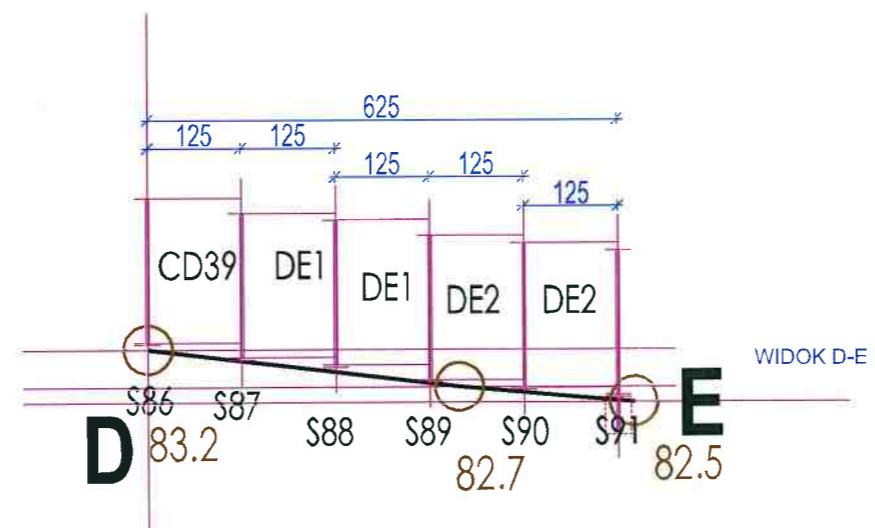 625
125 125
125 125
125
CD39 DE1
DE1 DE2 DE2
WIDOK D-E
S86 S87
S88 S89 S90 S91
D E
83.2 82.7 82.5